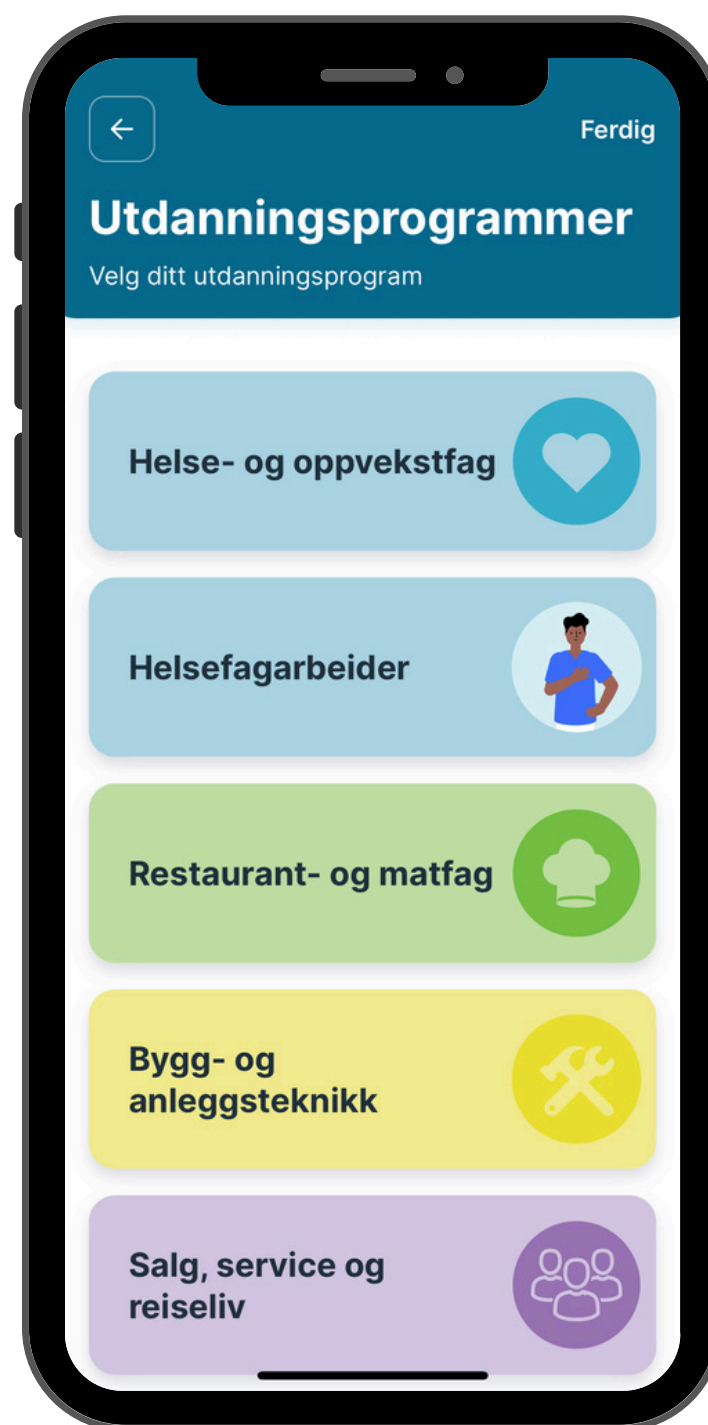 Ferdig
Utdanningsprogrammer
Velg ditt utdanningsprogram
Helse- og oppvekstfag
Helsefagarbeider
Restaurant- og matfag
Bygg- og
anleggsteknikk
Salg, service og
reiseliv